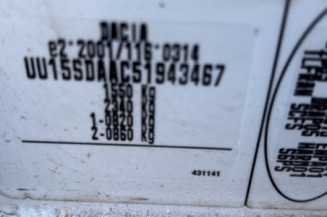 DACIA
e2*2001/116*0314
UU15SDAAC51943467
1550 Kg
2340 Kg
1-0820 Kg
2-0860 Kg
431141